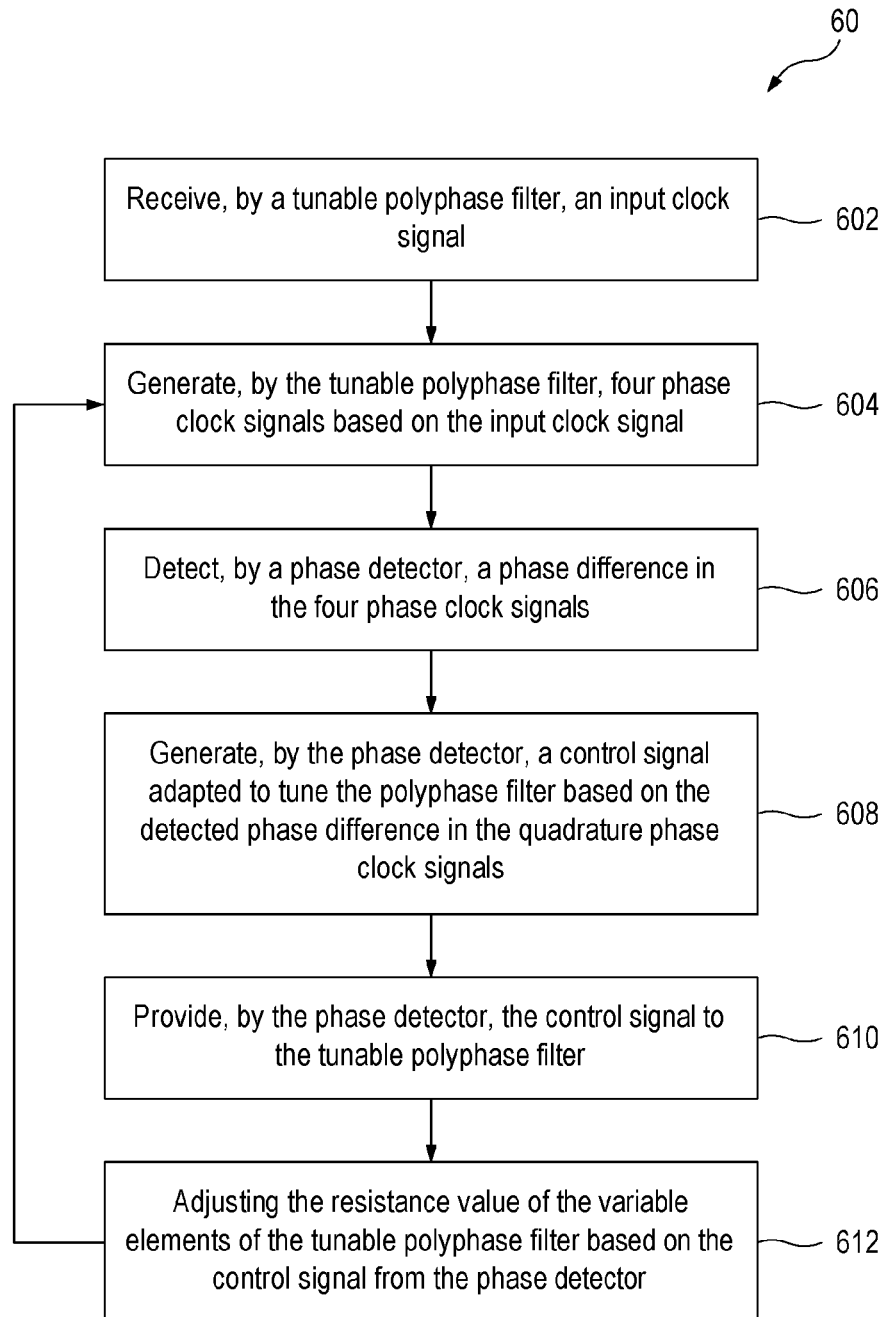 60
Receive, by a tunable polyphase filter, an input clock
signal
602
Generate, by the tunable polyphase filter, four phase
clock signals based on the input clock signal
604
Detect, by a phase detector, a phase difference in
the four phase clock signals
606
Generate, by the phase detector, a control signal
adapted to tune the polyphase filter based on the
detected phase difference in the quadrature phase
clock signals
608
Provide, by the phase detector, the control signal to
the tunable polyphase filter
610
Adjusting the resistance value of the variable
elements of the tunable polyphase filter based on the
control signal from the phase detector
612